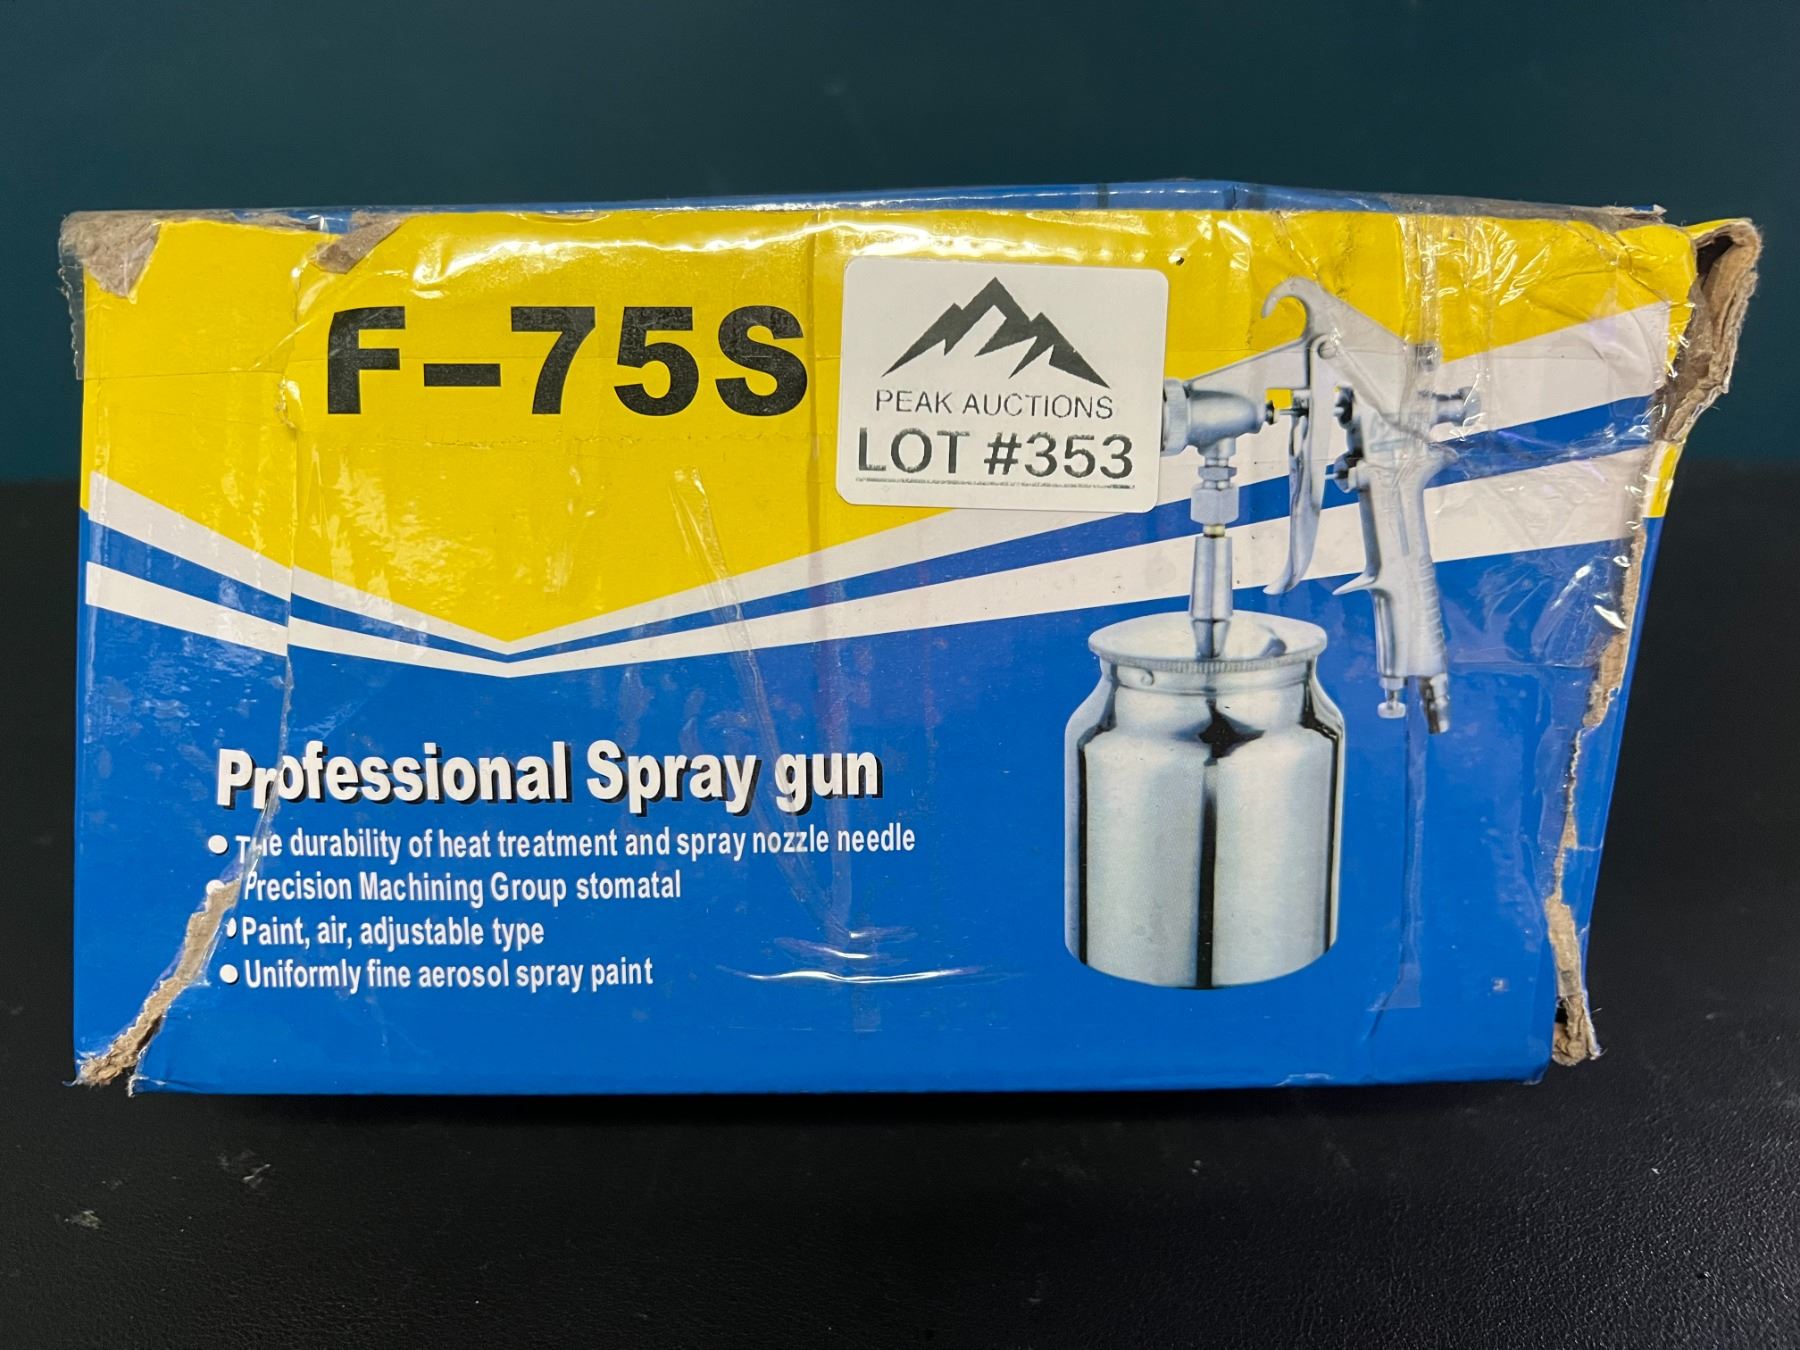 F-75S
PEAK AUCTIONS
LOT #353
Professional Spray gun
● The durability of heat treatment and spray nozzle needle
● Precision Machining Group stomatal
● Paint, air, adjustable type
● Uniformly fine aerosol spray paint